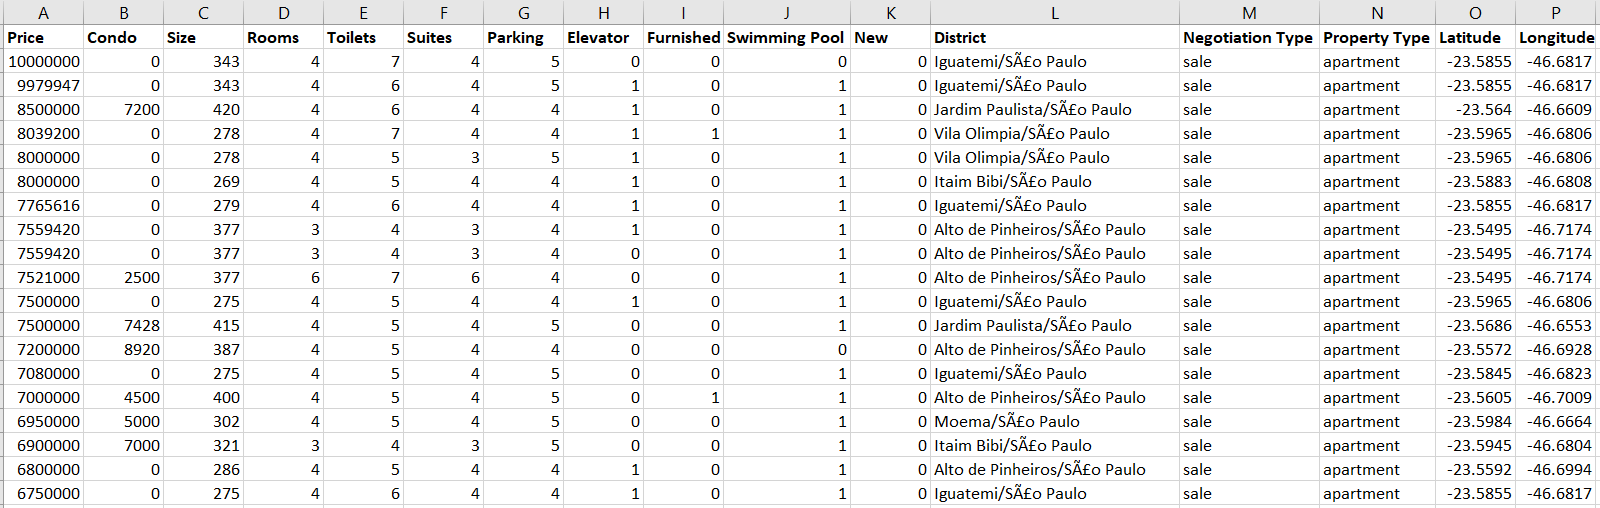 A B C D E F G H I J K L M N O P
Price Condo Size Rooms Toilets Suites Parking Elevator Furnished Swimming Pool New District Negotiation Type Property Type Latitude Longitude
10000000 0 343 4 7 4 5 0 0 0 0 Iguatemi/SÃ£o Paulo sale apartment -23.5855 -46.6817
9979947 0 343 4 6 4 5 1 0 1 0 Iguatemi/SÃ£o Paulo sale apartment -23.5855 -46.6817
8500000 7200 420 4 6 4 4 1 0 1 0 Jardim Paulista/SÃ£o Paulo sale apartment -23.564 -46.6609
8039200 0 278 4 7 4 4 1 1 1 0 Vila Olimpia/SÃ£o Paulo sale apartment -23.5965 -46.6806
8000000 0 278 4 5 3 5 1 0 1 0 Vila Olimpia/SÃ£o Paulo sale apartment -23.5965 -46.6806
8000000 0 269 4 5 4 4 1 0 1 0 Itaim Bibi/SÃ£o Paulo sale apartment -23.5883 -46.6808
7765616 0 279 4 6 4 4 1 0 1 0 Iguatemi/SÃ£o Paulo sale apartment -23.5855 -46.6817
7559420 0 377 3 4 3 4 1 0 1 0 Alto de Pinheiros/SÃ£o Paulo sale apartment -23.5495 -46.7174
7559420 0 377 3 4 3 4 0 0 1 0 Alto de Pinheiros/SÃ£o Paulo sale apartment -23.5495 -46.7174
7521000 2500 377 6 7 6 4 0 0 1 0 Alto de Pinheiros/SÃ£o Paulo sale apartment -23.5495 -46.7174
7500000 0 275 4 5 4 4 1 0 1 0 Iguatemi/SÃ£o Paulo sale apartment -23.5965 -46.6806
7500000 7428 415 4 5 4 5 0 0 1 0 Jardim Paulista/SÃ£o Paulo sale apartment -23.5686 -46.6553
7200000 8920 387 4 5 4 4 0 0 0 0 Alto de Pinheiros/SÃ£o Paulo sale apartment -23.5572 -46.6928
7080000 0 275 4 5 4 4 0 0 1 0 Iguatemi/SÃ£o Paulo sale apartment -23.5845 -46.6823
7000000 4500 400 4 5 4 5 0 1 1 0 Alto de Pinheiros/SÃ£o Paulo sale apartment -23.5605 -46.7009
6950000 5000 302 4 5 4 5 0 0 1 0 Moema/SÃ£o Paulo sale apartment -23.5984 -46.6664
6900000 7000 321 3 4 3 5 0 0 1 0 Itaim Bibi/SÃ£o Paulo sale apartment -23.5945 -46.6804
6800000 0 286 4 5 4 4 1 0 1 0 Alto de Pinheiros/SÃ£o Paulo sale apartment -23.5592 -46.6994
6750000 0 275 4 6 4 4 1 0 1 0 Iguatemi/SÃ£o Paulo sale apartment -23.5855 -46.6817